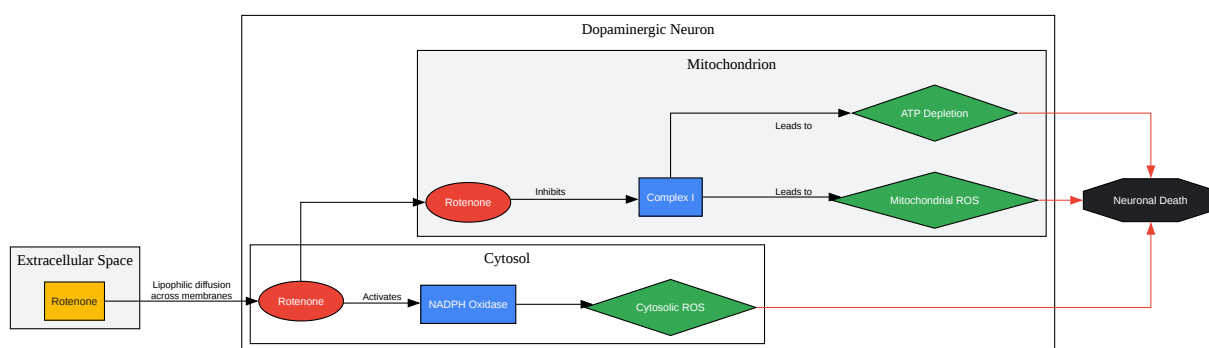 Dopaminergic Neuron
Mitochondrion
ATP Depletion
Leads to
Rotenone
Inhibits
Complex I
Leads to
Mitochondrial ROS
Neuronal Death
Extracellular Space
Rotenone
Lipophilic diffusion
across membranes
Cytosol
Rotenone
Activates
NADPH Oxidase
Cytosolic ROS